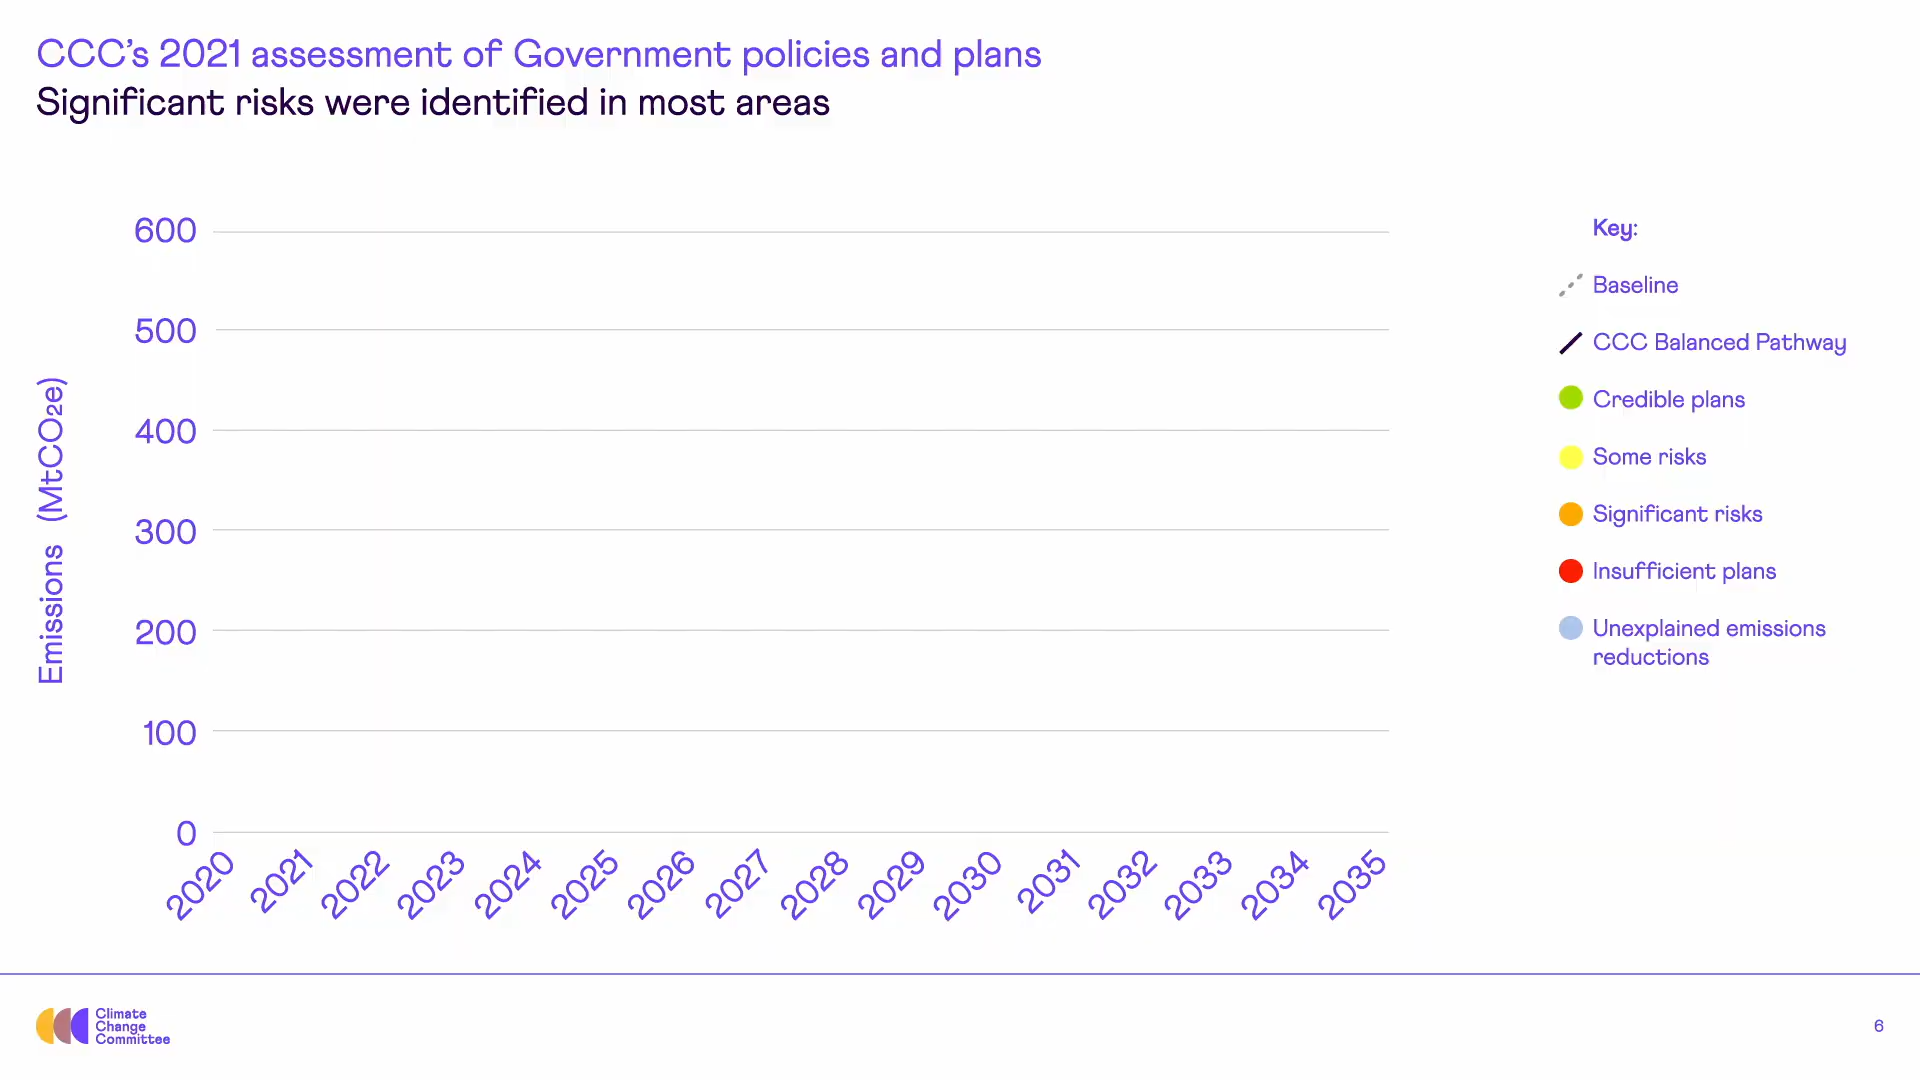 CCC’s 2021 assessment of Government policies and plans
Significant risks were identified in most areas
Emissions (MtCO₂e)
600
500
400
300
200
100
0
2020
2021
2022
2023
2024
2025
2026
2027
2028
2029
2030
2031
2032
2033
2034
2035
Key:
Baseline
CCC Balanced Pathway
Credible plans
Some risks
Significant risks
Insufficient plans
Unexplained emissions
reductions
Climate
Change
Committee
6